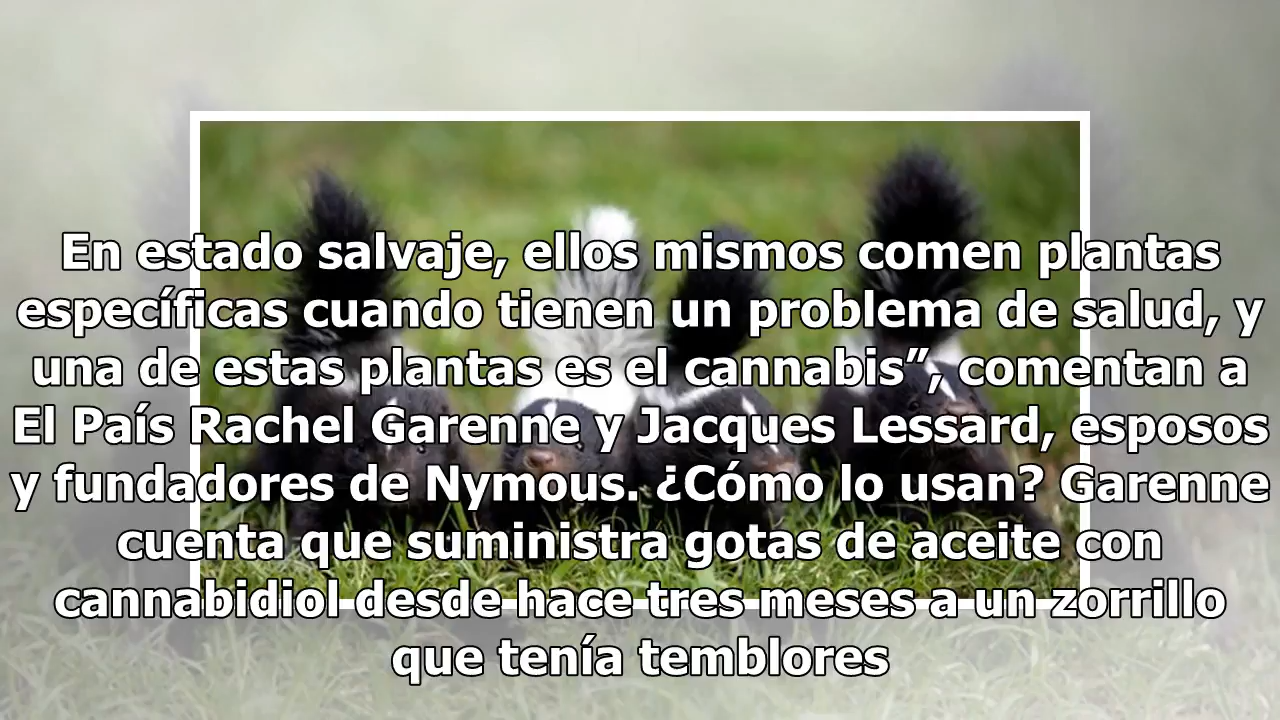 En estado salvaje, ellos mismos comen plantas
específicas cuando tienen un problema de salud, y
una de estas plantas es el cannabis”, comentan a
El País Rachel Garenne y Jacques Lessard, esposos
y fundadores de Nymous. ¿Cómo lo usan? Garenne
cuenta que suministra gotas de aceite con
cannabidiol desde hace tres meses a un zorrillo
que tenía temblores